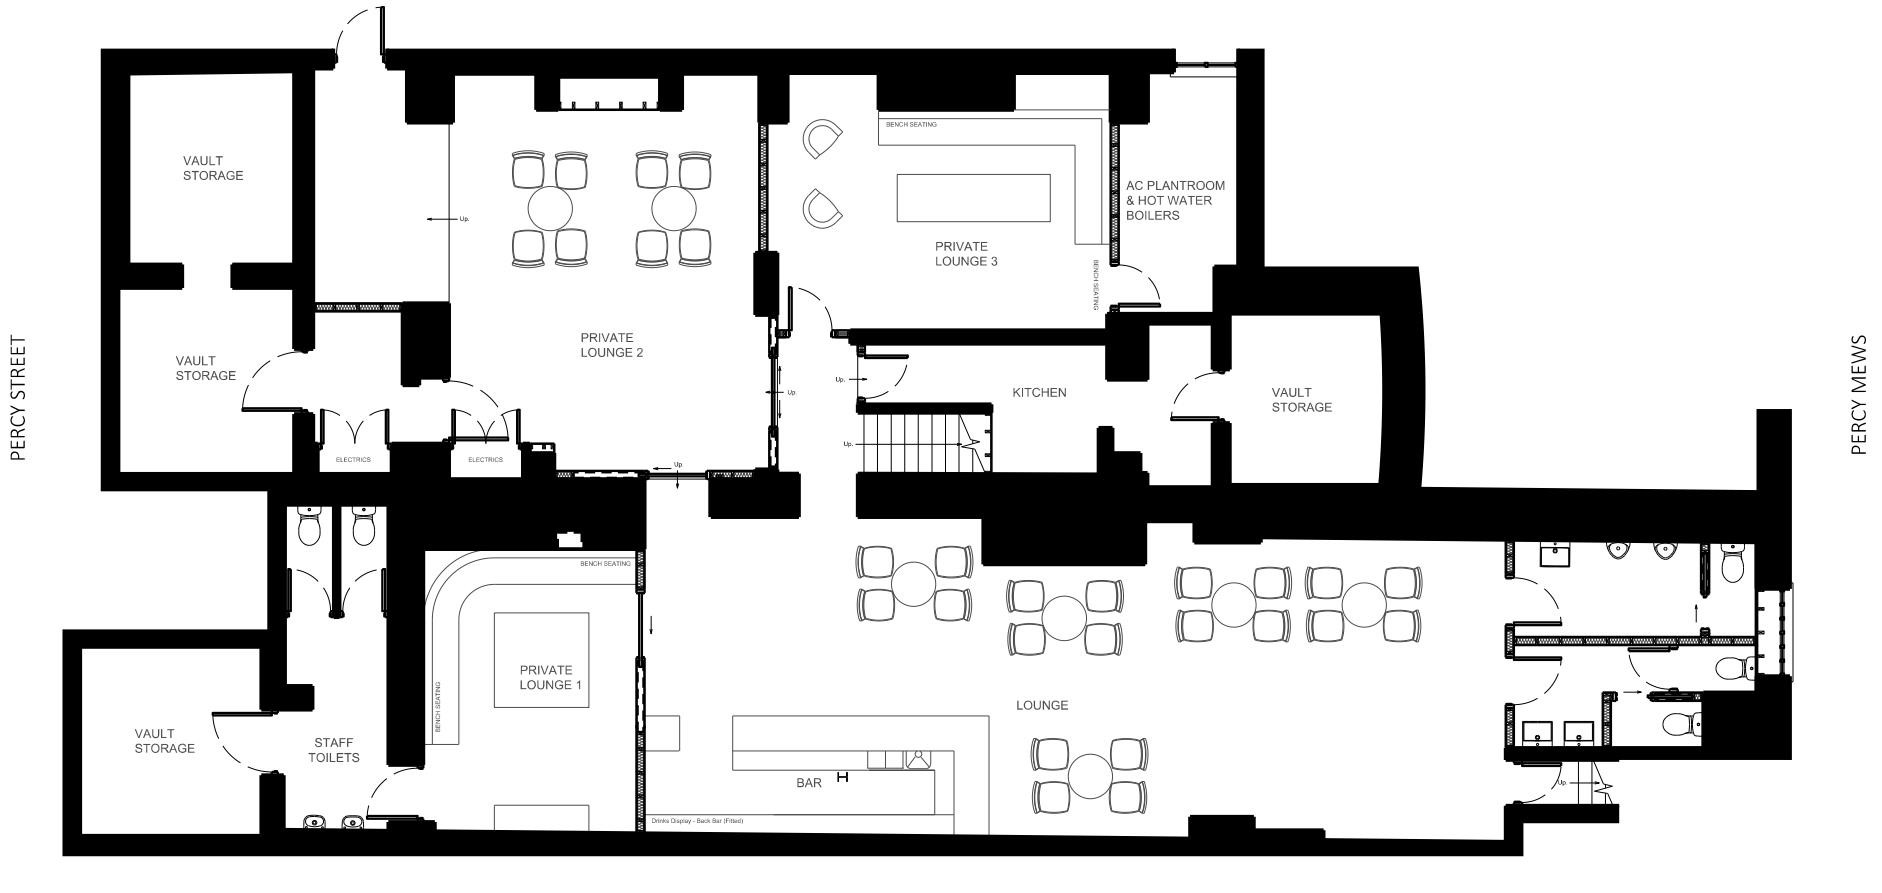 PERCY STREET
VAULT
STORAGE
VAULT
STORAGE
Up.
ELECTRICS
ELECTRICS
PRIVATE
LOUNGE 2
Up.
Up.
BENCH SEATING
PRIVATE
LOUNGE 3
BENCH SEATING
AC PLANTROOM
& HOT WATER
BOILERS
Up.
KITCHEN
Up.
VAULT
STORAGE
PERCY MEWS
VAULT
STORAGE
STAFF
TOILETS
BENCH SEATING
BENCH SEATING
PRIVATE
LOUNGE 1
LOUNGE
BAR
Drinks Display - Back Bar (Fitted)
Up.